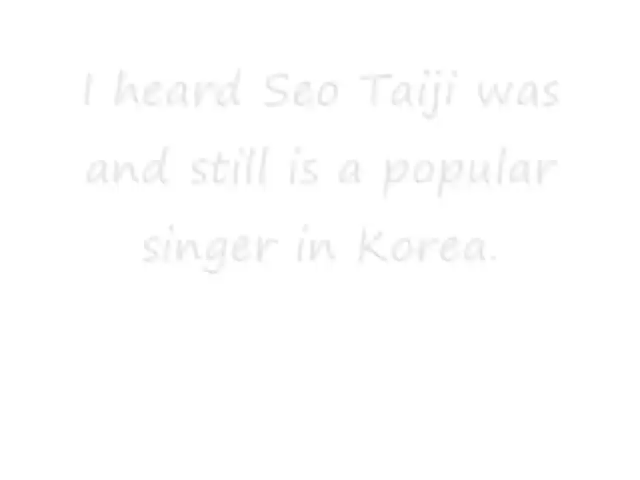 I heard Seo Taiji was
and still is a popular
singer in Korea.